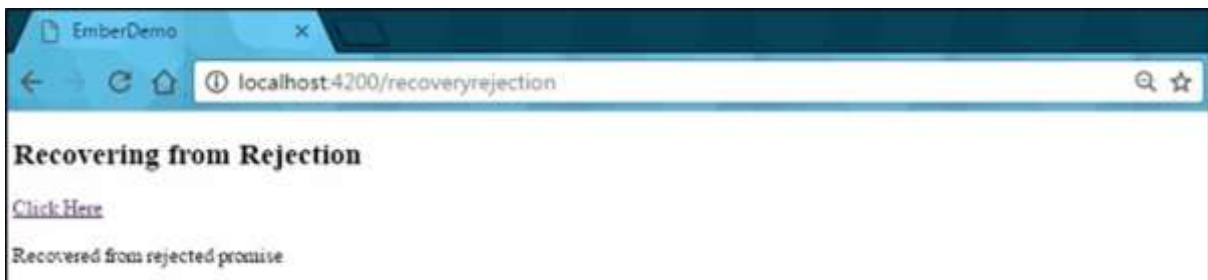 EmberDemo
localhost:4200/recoveryrejection
Recovering from Rejection
Click Here
Recovered from rejected promise